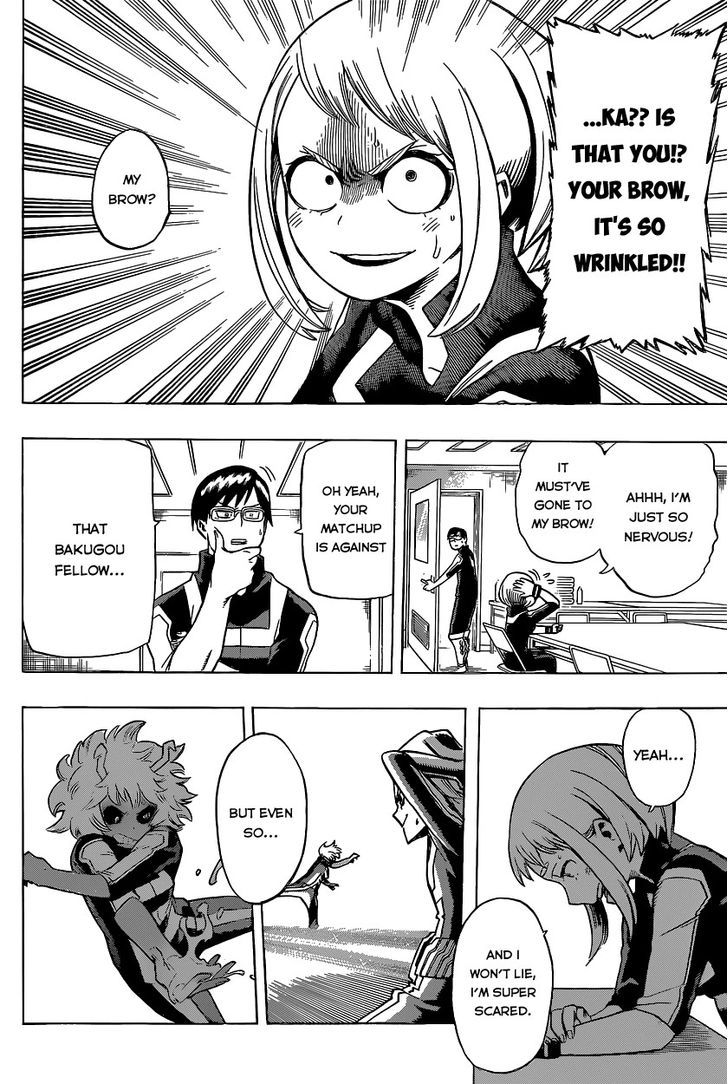 ...KA?? IS
THAT YOU!?
YOUR BROW,
IT'S SO
WRINKLED!!
MY
BROW?
AHHH, I'M
JUST SO
NERVOUS!
IT
MUST'VE
GONE TO
MY BROW!
OH YEAH,
YOUR
MATCHUP
IS AGAINST
THAT
BAKUGOU
FELLOW...
YEAH...
AND I
WON'T LIE,
I'M SUPER
SCARED.
BUT EVEN
SO...